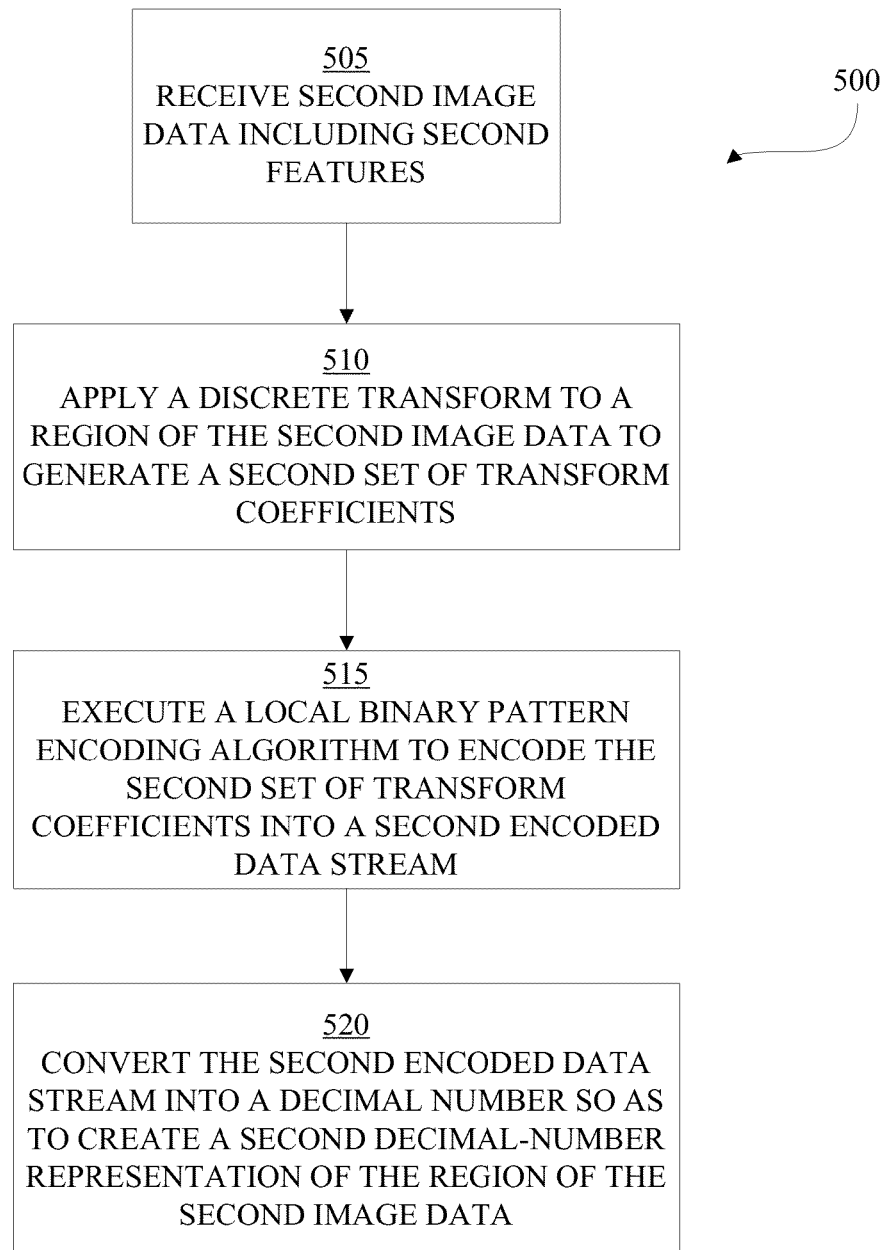 505
RECEIVE SECOND IMAGE
DATA INCLUDING SECOND
FEATURES
500
510
APPLY A DISCRETE TRANSFORM TO A
REGION OF THE SECOND IMAGE DATA TO
GENERATE A SECOND SET OF TRANSFORM
COEFFICIENTS
515
EXECUTE A LOCAL BINARY PATTERN
ENCODING ALGORITHM TO ENCODE THE
SECOND SET OF TRANSFORM
COEFFICIENTS INTO A SECOND ENCODED
DATA STREAM
520
CONVERT THE SECOND ENCODED DATA
STREAM INTO A DECIMAL NUMBER SO AS
TO CREATE A SECOND DECIMAL-NUMBER
REPRESENTATION OF THE REGION OF THE
SECOND IMAGE DATA